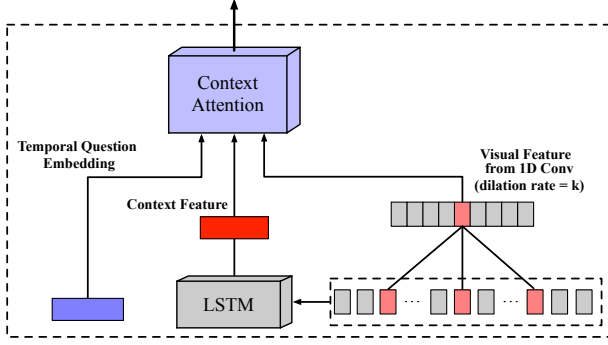 Context
Attention
Temporal Question
Embedding
Visual Feature
from 1D Conv
(dilation rate = k)
Context Feature
LSTM
... ...